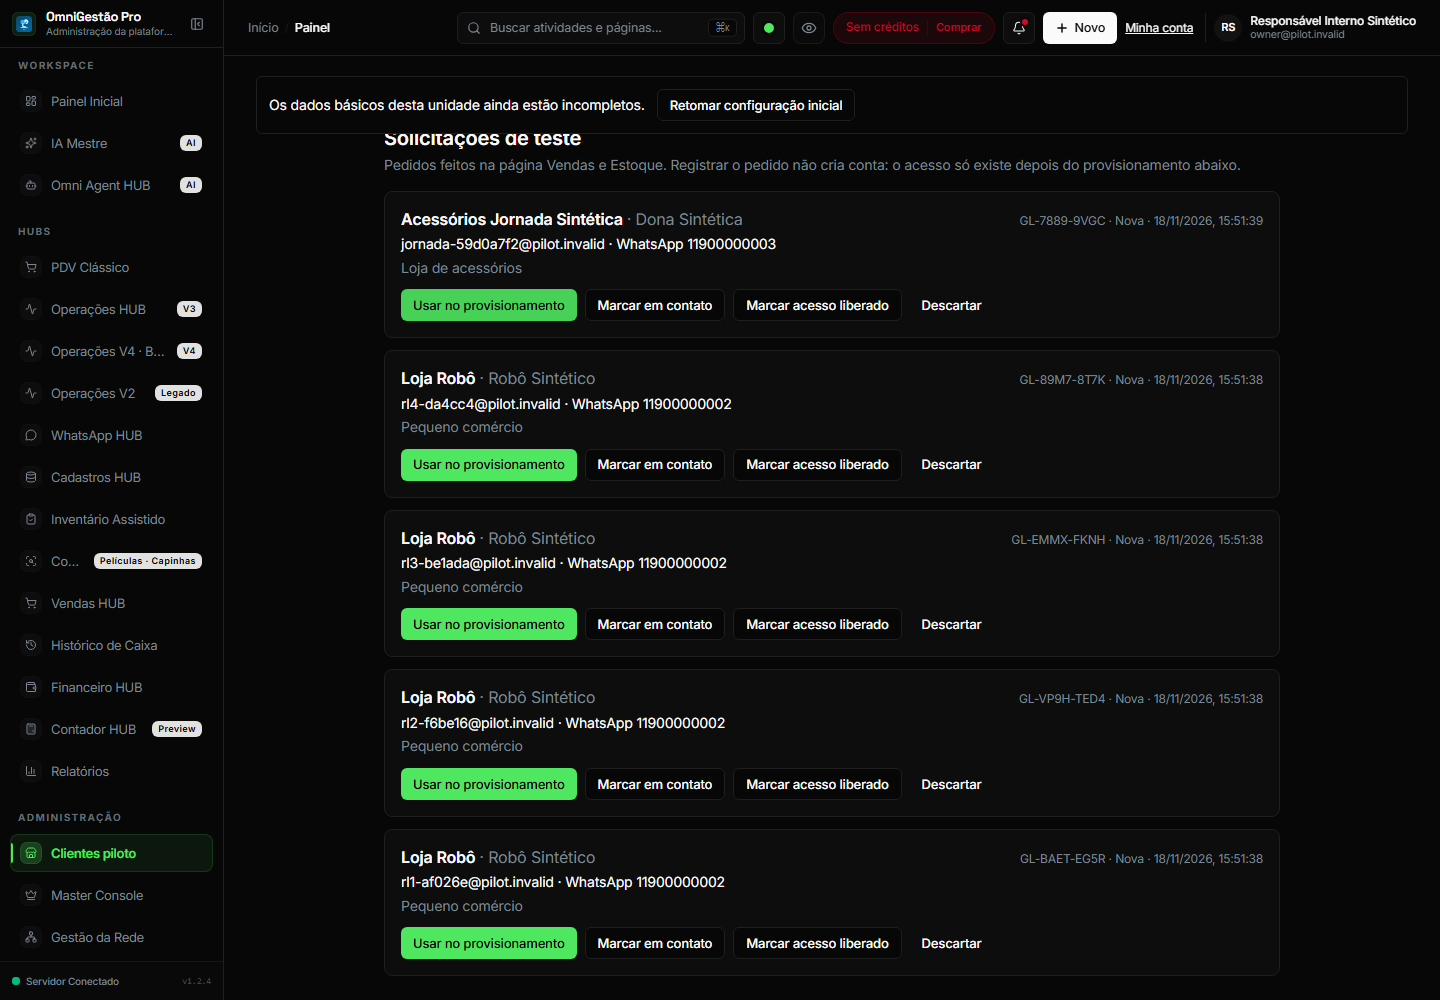 OmniGestão Pro
Administração da platafor...
WORKSPACE
Painel Inicial
IA Mestre AI
Omni Agent HUB AI
HUBS
PDV Clássico
Operações HUB V3
Operações V4 · B... V4
Operações V2 Legado
WhatsApp HUB
Cadastros HUB
Inventário Assistido
Co... Películas · Capinhas
Vendas HUB
Histórico de Caixa
Financeiro HUB
Contador HUB Preview
Relatórios
ADMINISTRAÇÃO
Clientes piloto
Master Console
Gestão da Rede
Servidor Conectado v1.2.4
Início / Painel
Buscar atividades e páginas... ⌘K
Sem créditos Comprar
+ Novo
Minha conta
RS
Responsável Interno Sintético
owner@pilot.invalid
Os dados básicos desta unidade ainda estão incompletos. Retomar configuração inicial
Solicitações de teste
Pedidos feitos na página Vendas e Estoque. Registrar o pedido não cria conta: o acesso só existe depois do provisionamento abaixo.
Acessórios Jornada Sintética · Dona Sintética GL-7889-9VGC · Nova · 18/11/2026, 15:51:39
jornada-59d0a7f2@pilot.invalid · WhatsApp 11900000003
Loja de acessórios
Usar no provisionamento Marcar em contato Marcar acesso liberado Descartar
Loja Robô · Robô Sintético GL-89M7-8T7K · Nova · 18/11/2026, 15:51:38
rl4-da4cc4@pilot.invalid · WhatsApp 11900000002
Pequeno comércio
Usar no provisionamento Marcar em contato Marcar acesso liberado Descartar
Loja Robô · Robô Sintético GL-EMMX-FKNH · Nova · 18/11/2026, 15:51:38
rl3-be1ada@pilot.invalid · WhatsApp 11900000002
Pequeno comércio
Usar no provisionamento Marcar em contato Marcar acesso liberado Descartar
Loja Robô · Robô Sintético GL-VP9H-TED4 · Nova · 18/11/2026, 15:51:38
rl2-f6be16@pilot.invalid · WhatsApp 11900000002
Pequeno comércio
Usar no provisionamento Marcar em contato Marcar acesso liberado Descartar
Loja Robô · Robô Sintético GL-BAET-EG5R · Nova · 18/11/2026, 15:51:38
rl1-af026e@pilot.invalid · WhatsApp 11900000002
Pequeno comércio
Usar no provisionamento Marcar em contato Marcar acesso liberado Descartar